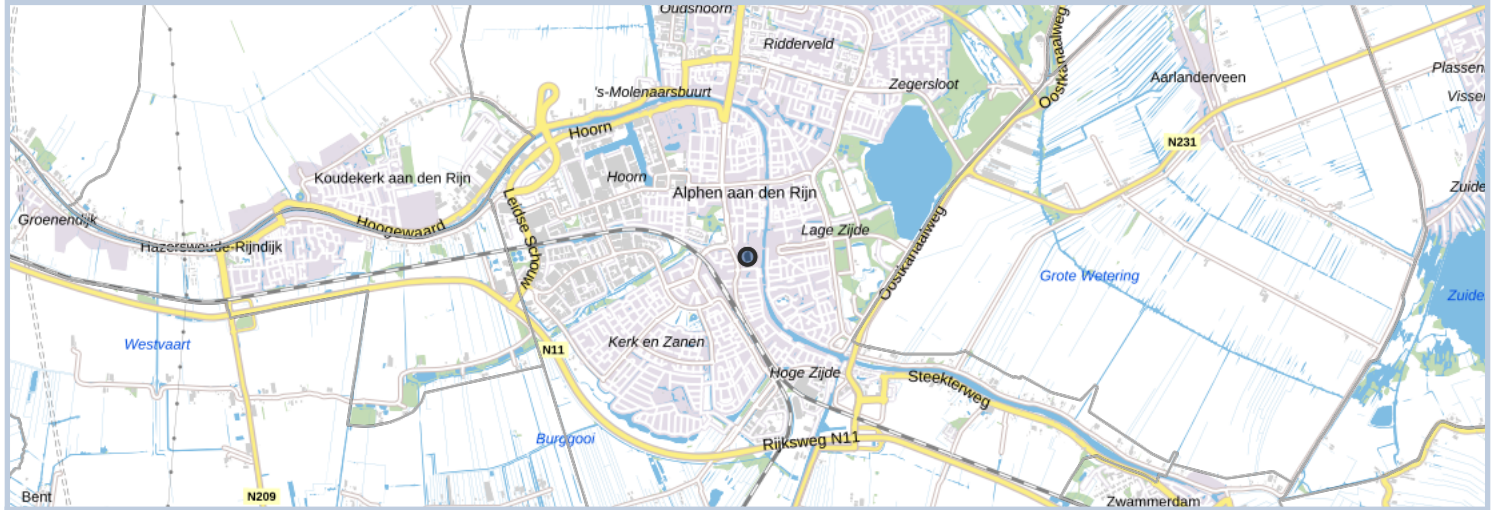 Oudshoorn
Ridderveld
Oostkanaalweg
Plassen
Aarlanderveen
Zegersloot
's-Molenaarsbuurt
Visse
Hoorn
N231
Koudekerk aan den Rijn
Hoorn
Alphen aan den Rijn
Zuide
Groenendijk
Hoogewaard
Leidse Schouw
Lage Zijde
Oostkanaalweg
Hazerswoude-Rijndijk
Grote Wetering
Zuide
Westvaart
N11
Kerk en Zanen
Hoge Zijde
Steekterweg
Burggooi
Rijksweg N11
Bent
N209
Zwammerdam